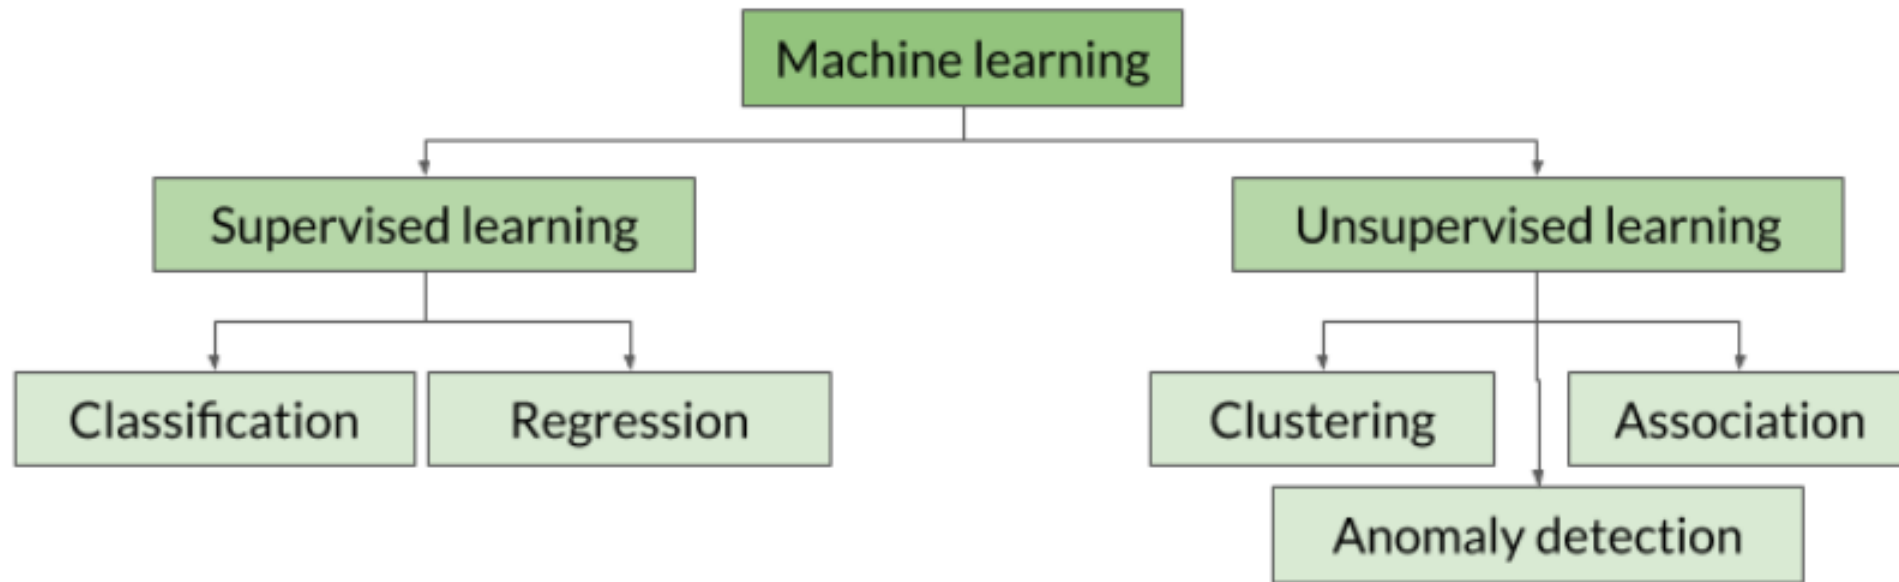 Machine learning
Supervised learning
Unsupervised learning
Classification
Regression
Clustering
Association
Anomaly detection